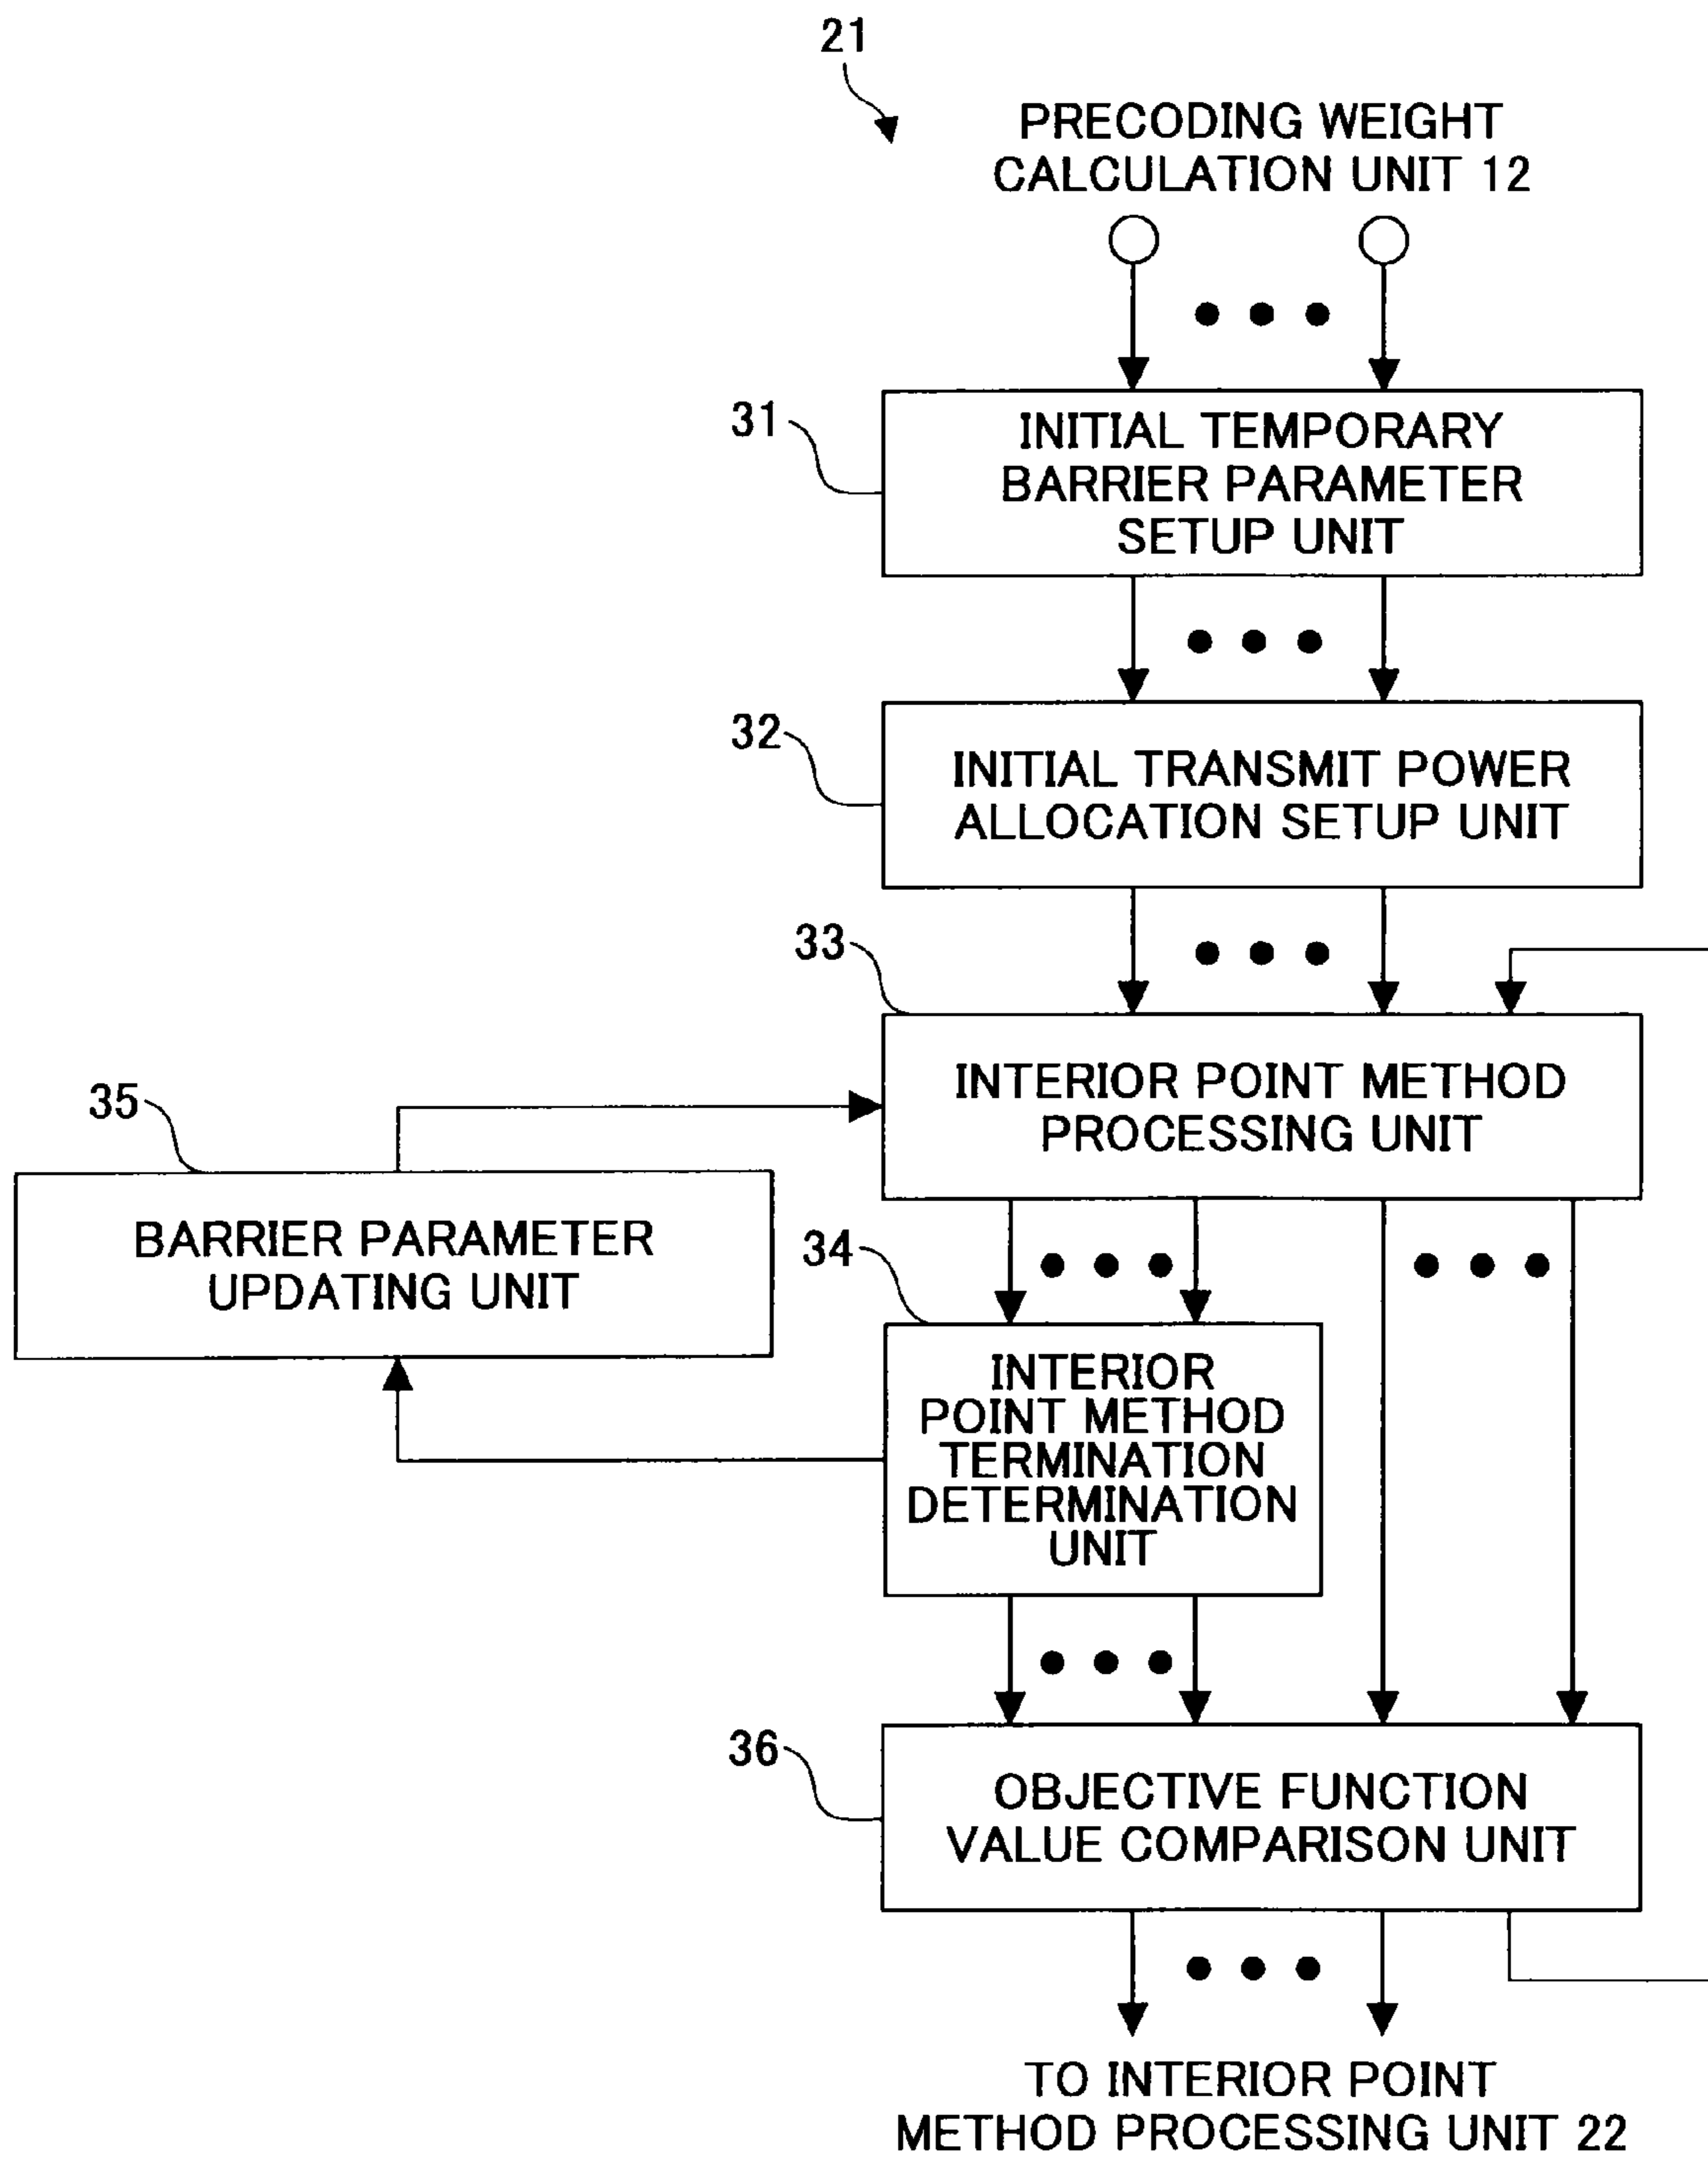 21
PRECODING WEIGHT
CALCULATION UNIT 12
31
INITIAL TEMPORARY
BARRIER PARAMETER
SETUP UNIT
32
INITIAL TRANSMIT POWER
ALLOCATION SETUP UNIT
33
INTERIOR POINT METHOD
PROCESSING UNIT
35
BARRIER PARAMETER
UPDATING UNIT
34
INTERIOR
POINT METHOD
TERMINATION
DETERMINATION
UNIT
36
OBJECTIVE FUNCTION
VALUE COMPARISON UNIT
TO INTERIOR POINT
METHOD PROCESSING UNIT 22